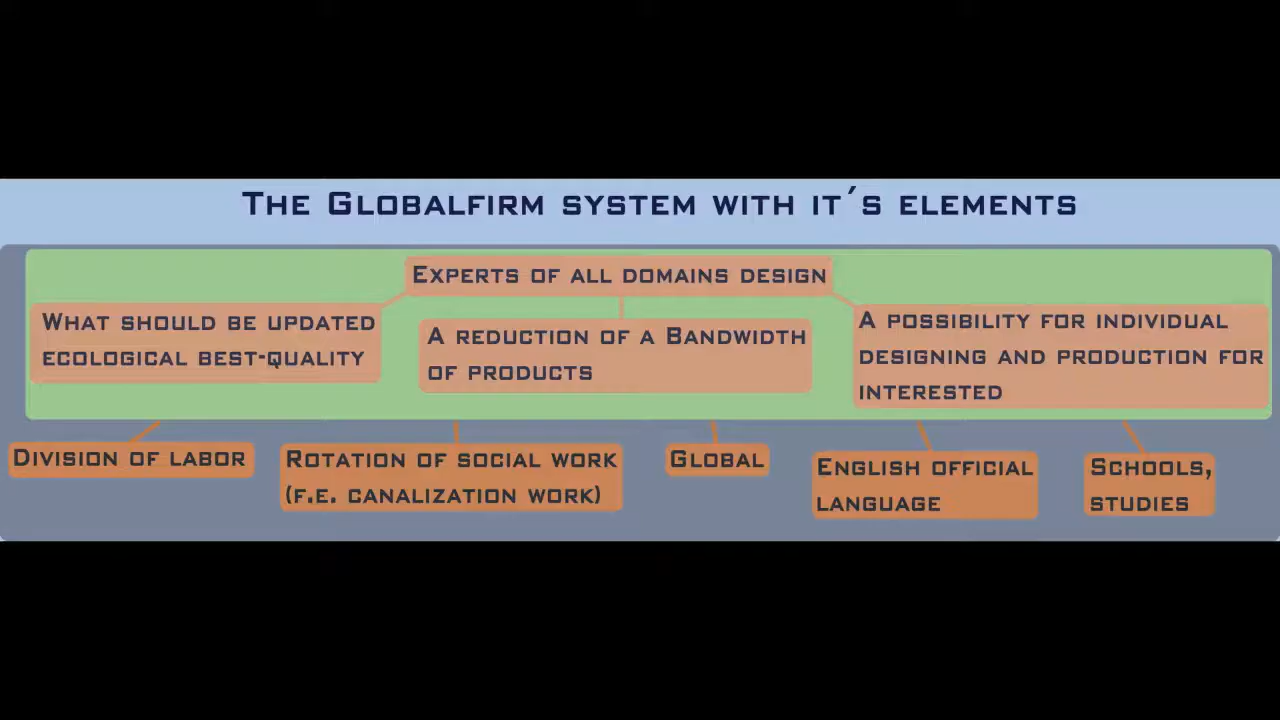 The Globalfirm system with it´s elements
Experts of all domains design
What should be updated
ecological best-quality
A reduction of a Bandwidth
of products
A possibility for individual
designing and production for
interested
Division of labor
Rotation of social work
(f.e. canalization work)
Global
English official
language
Schools,
studies